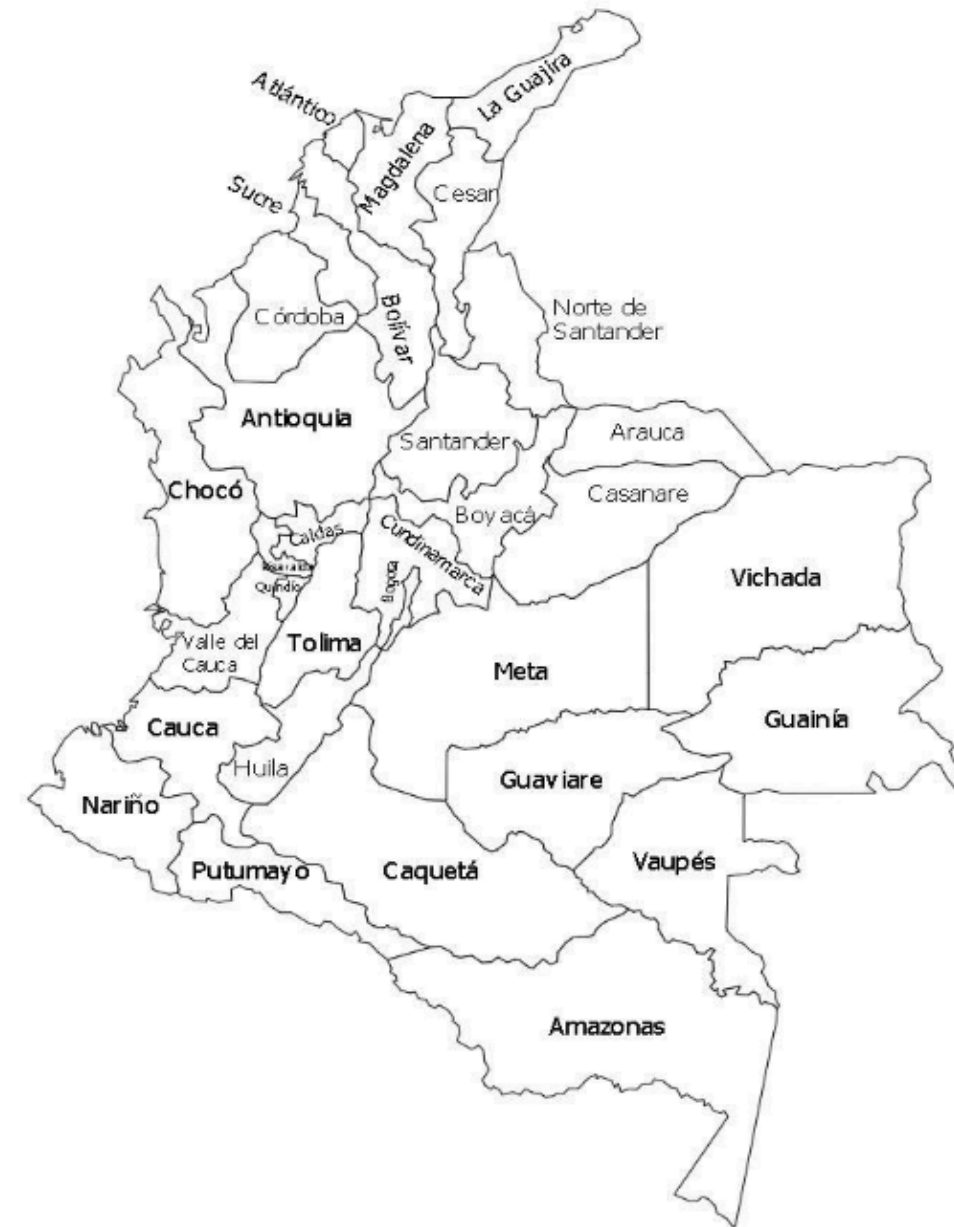 La Guajira
Atlántico
Magdalena
Sucre
Cesar
Norte de
Santander
Córdoba
Bolívar
Antioquia
Santander
Arauca
Chocó
Casanare
Boyacá
Caldas
Cundinamarca
Bogota
Quindío
Vichada
Valle del
Cauca
Tolima
Meta
Cauca
Guainía
Huila
Guaviare
Nariño
Putumayo
Caquetá
Vaupés
Amazonas